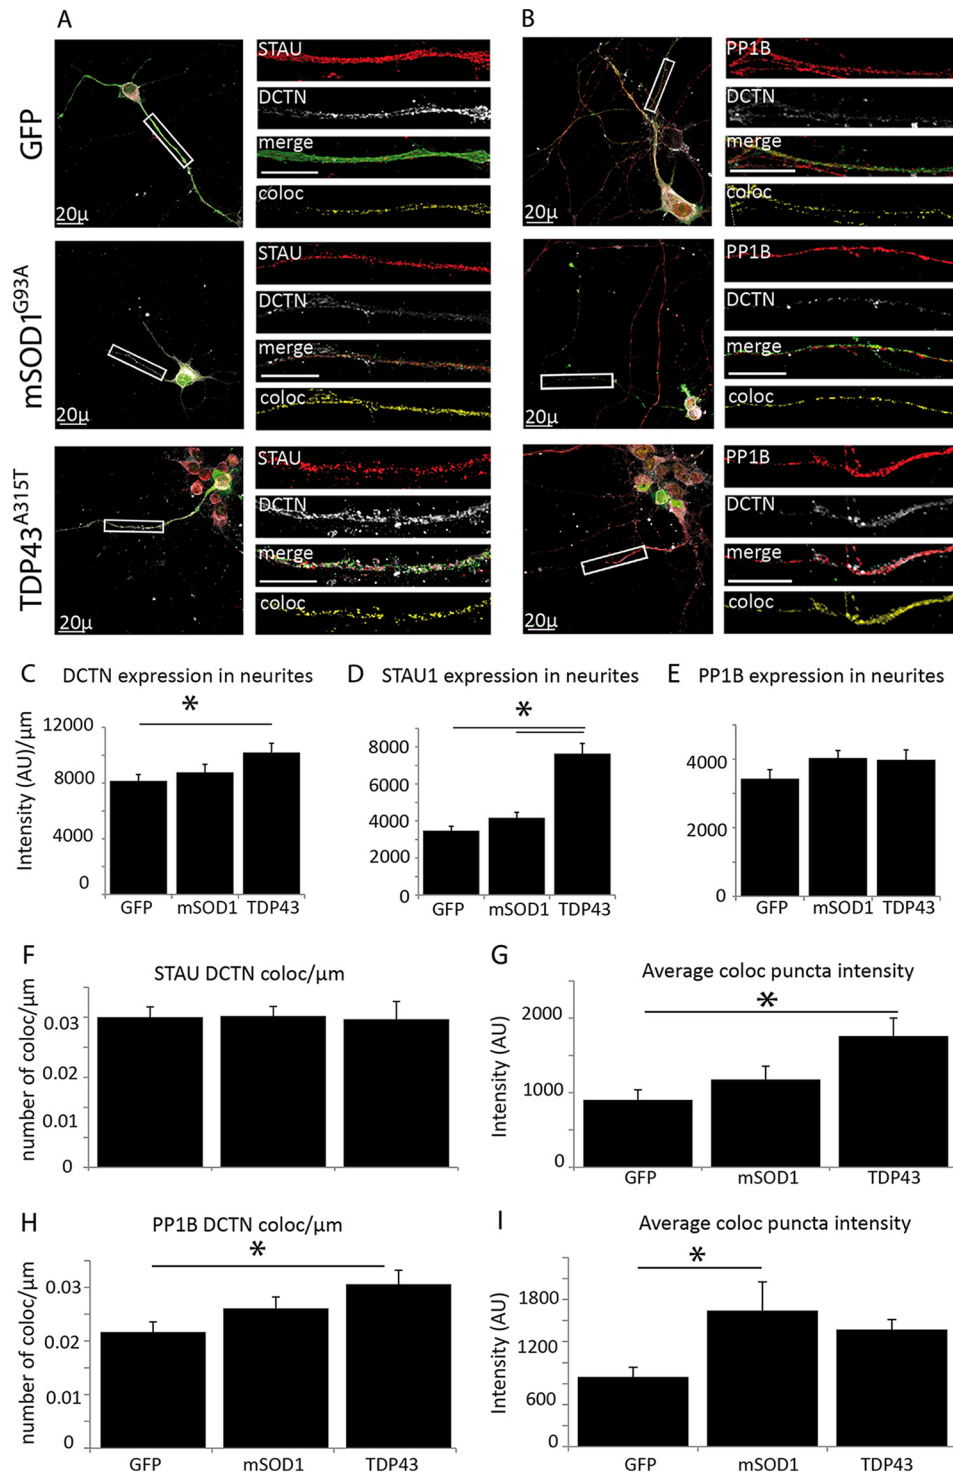 A
B
GFP
STAU
DCTN
merge
coloc
20µ
PP1B
DCTN
merge
coloc
20µ
mSOD1G93A
STAU
DCTN
merge
coloc
20µ
PP1B
DCTN
merge
coloc
20µ
TDP43A315T
STAU
DCTN
merge
coloc
20µ
PP1B
DCTN
merge
coloc
20µ
C DCTN expression in neurites
*
Intensity (AU)/µm
12000
8000
4000
0
GFP mSOD1 TDP43
D STAU1 expression in neurites
*
8000
6000
4000
2000
0
GFP mSOD1 TDP43
E PP1B expression in neurites
4000
2000
0
GFP mSOD1 TDP43
F
STAU DCTN coloc/µm
number of coloc/µm
0.03
0.02
0.01
0
G
Average coloc puncta intensity
*
Intensity (AU)
2000
1000
0
GFP mSOD1 TDP43
H
PP1B DCTN coloc/µm
*
number of coloc/µm
0.03
0.02
0.01
0
GFP mSOD1 TDP43
I
Average coloc puncta intensity
*
Intensity (AU)
1800
1200
600
0
GFP mSOD1 TDP43